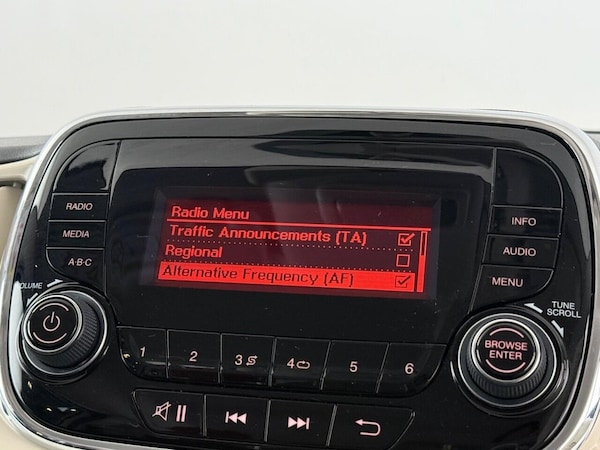 Radio Menu
Traffic Announcements (TA)
Regional
Alternative Frequency (AF)
RADIO
MEDIA
A·B·C
INFO
AUDIO
MENU
VOLUME
TUNE
SCROLL
BROWSE
ENTER
1 2 3 4 5 6